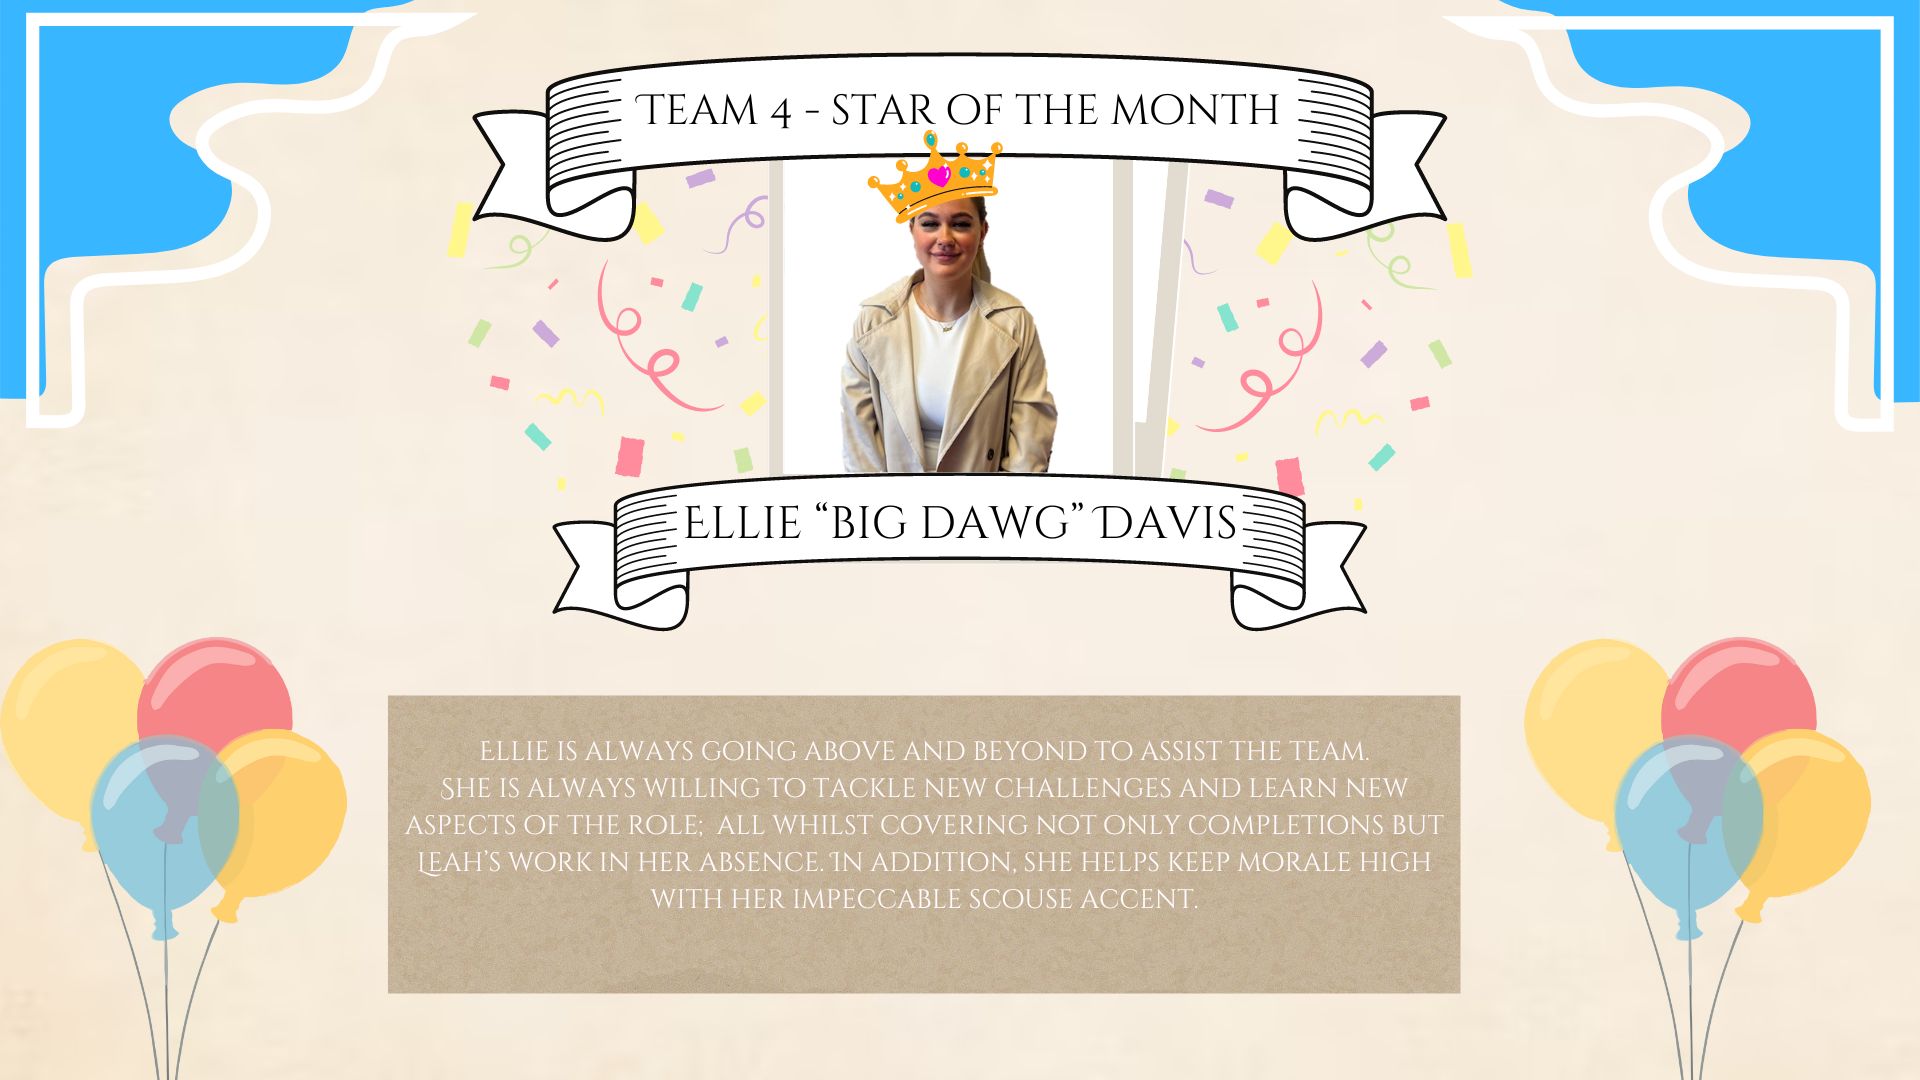 Team 4 - Star of the Month
Ellie “Big Dawg” Davis
Ellie is always going above and beyond to assist the team.
She is always willing to tackle new challenges and learn new
aspects of the role;  all whilst covering not only completions but
Leah’s work in her absence. In addition, she helps keep morale high
with her impeccable scouse accent.